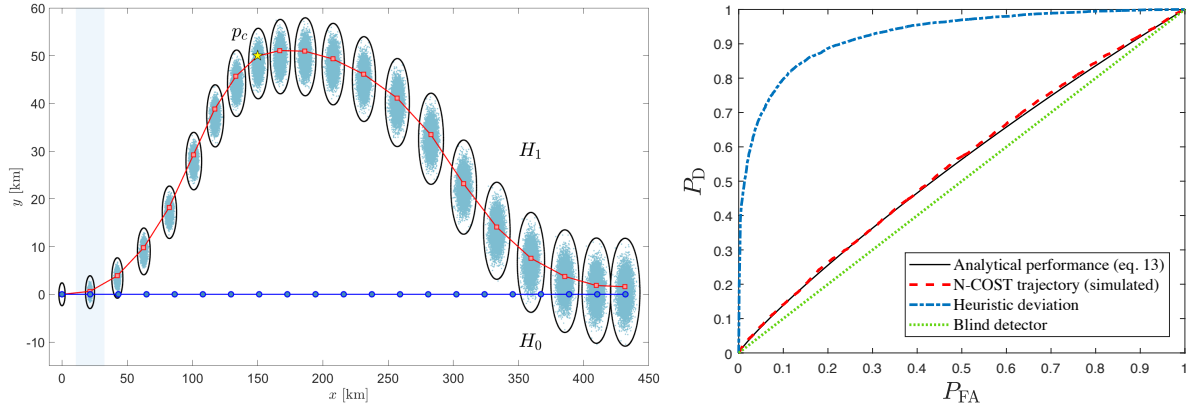 60
50
40
30
20
10
0
-10
y [km]
p_c
H_1
H_0
0 50 100 150 200 250 300 350 400 450
x [km]
1
0.9
0.8
0.7
0.6
0.5
0.4
0.3
0.2
0.1
0
P_D
Analytical performance (eq. 13)
N-COST trajectory (simulated)
Heuristic deviation
Blind detector
0 0.1 0.2 0.3 0.4 0.5 0.6 0.7 0.8 0.9 1
P_FA